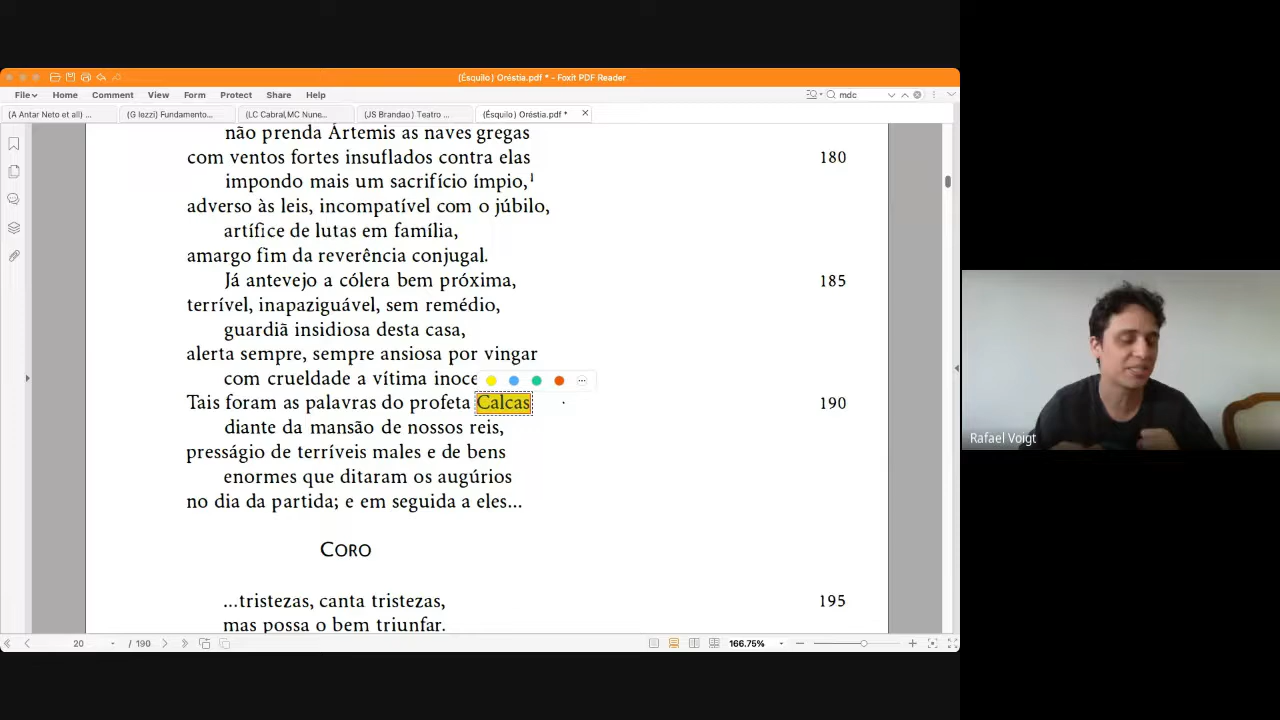 (Ésquilo) Oréstia.pdf * - Foxit PDF Reader
File Home Comment View Form Protect Share Help mdc
(A Antar Neto et all) ... (G Iezzi) Fundamento... (LC Cabral,MC Nune... (JS Brandao) Teatro ... (Ésquilo) Oréstia.pdf *
não prenda Ártemis as naves gregas
com ventos fortes insuflados contra elas 180
impondo mais um sacrifício ímpio,¹
adverso às leis, incompatível com o júbilo,
artífice de lutas em família,
amargo fim da reverência conjugal.
Já antevejo a cólera bem próxima, 185
terrível, inapaziguável, sem remédio,
guardiã insidiosa desta casa,
alerta sempre, sempre ansiosa por vingar
com crueldade a vítima inoce
Tais foram as palavras do profeta Calcas 190
diante da mansão de nossos reis,
presságio de terríveis males e de bens
enormes que ditaram os augúrios
no dia da partida; e em seguida a eles...
CORO
...tristezas, canta tristezas, 195
mas possa o bem triunfar.
20 / 190 166.75%
Rafael Voigt